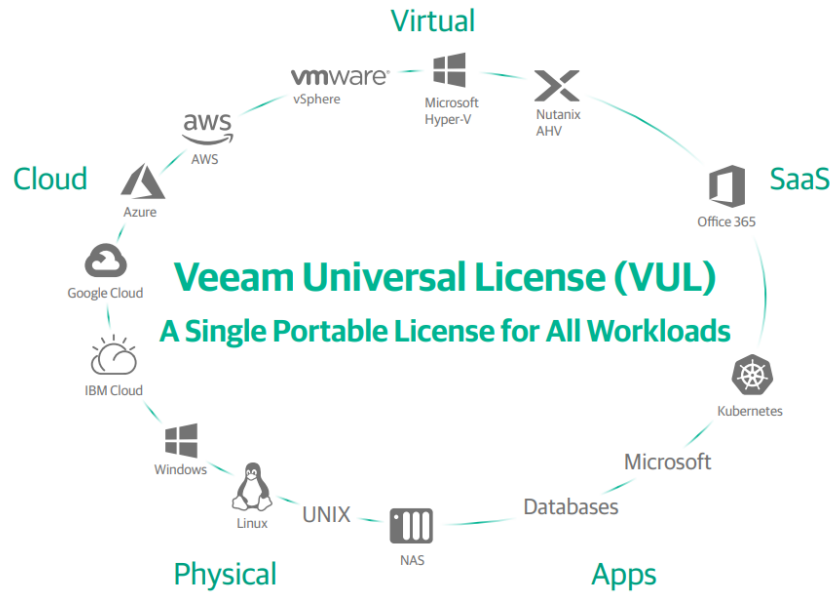 Virtual
vmware®
vSphere
Microsoft
Hyper-V
Nutanix
AHV
aws
AWS
Cloud
Azure
SaaS
Office 365
Google Cloud
Veeam Universal License (VUL)
A Single Portable License for All Workloads
IBM Cloud
Kubernetes
Windows
Microsoft
Linux
UNIX
Databases
NAS
Physical
Apps